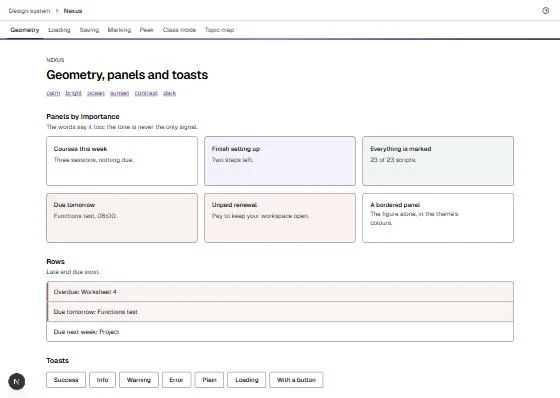 Design system > Nexus
Geometry Loading Saving Marking Peek Class mode Topic map
NEXUS
Geometry, panels and toasts
calm bright ocean sunset contrast dark
Panels by importance
The words say it too; the tone is never the only signal.
Courses this week
Three sessions, nothing due.
Finish setting up
Two steps left.
Everything is marked
23 of 23 scripts.
Due tomorrow
Functions test, 08:00.
Unpaid renewal
Pay to keep your workspace open.
A bordered panel
The figure alone, in the theme's
colours.
Rows
Late and due soon.
Overdue: Worksheet 4
Due tomorrow: Functions test
Due next week: Project
Toasts
Success Info Warning Error Plain Loading With a button
N